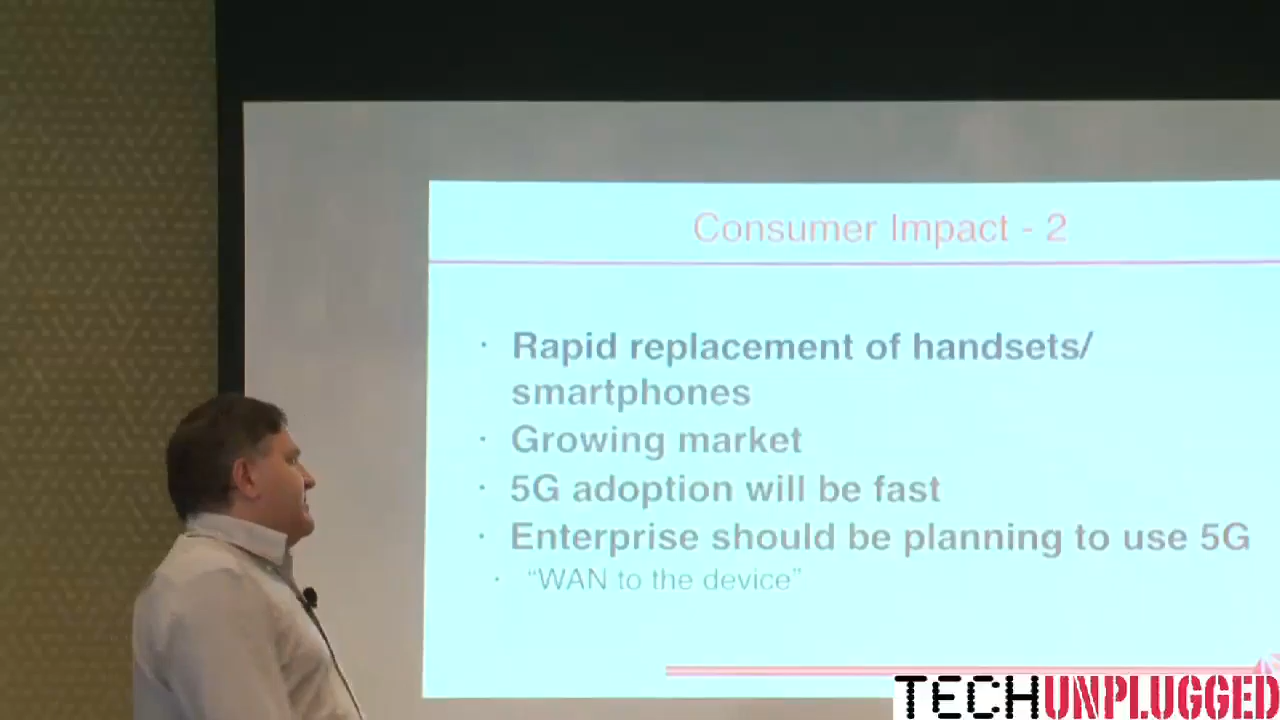 Consumer Impact - 2
· Rapid replacement of handsets/
smartphones
· Growing market
· 5G adoption will be fast
· Enterprise should be planning to use 5G
· “WAN to the device”
TECHUNPLUGGED